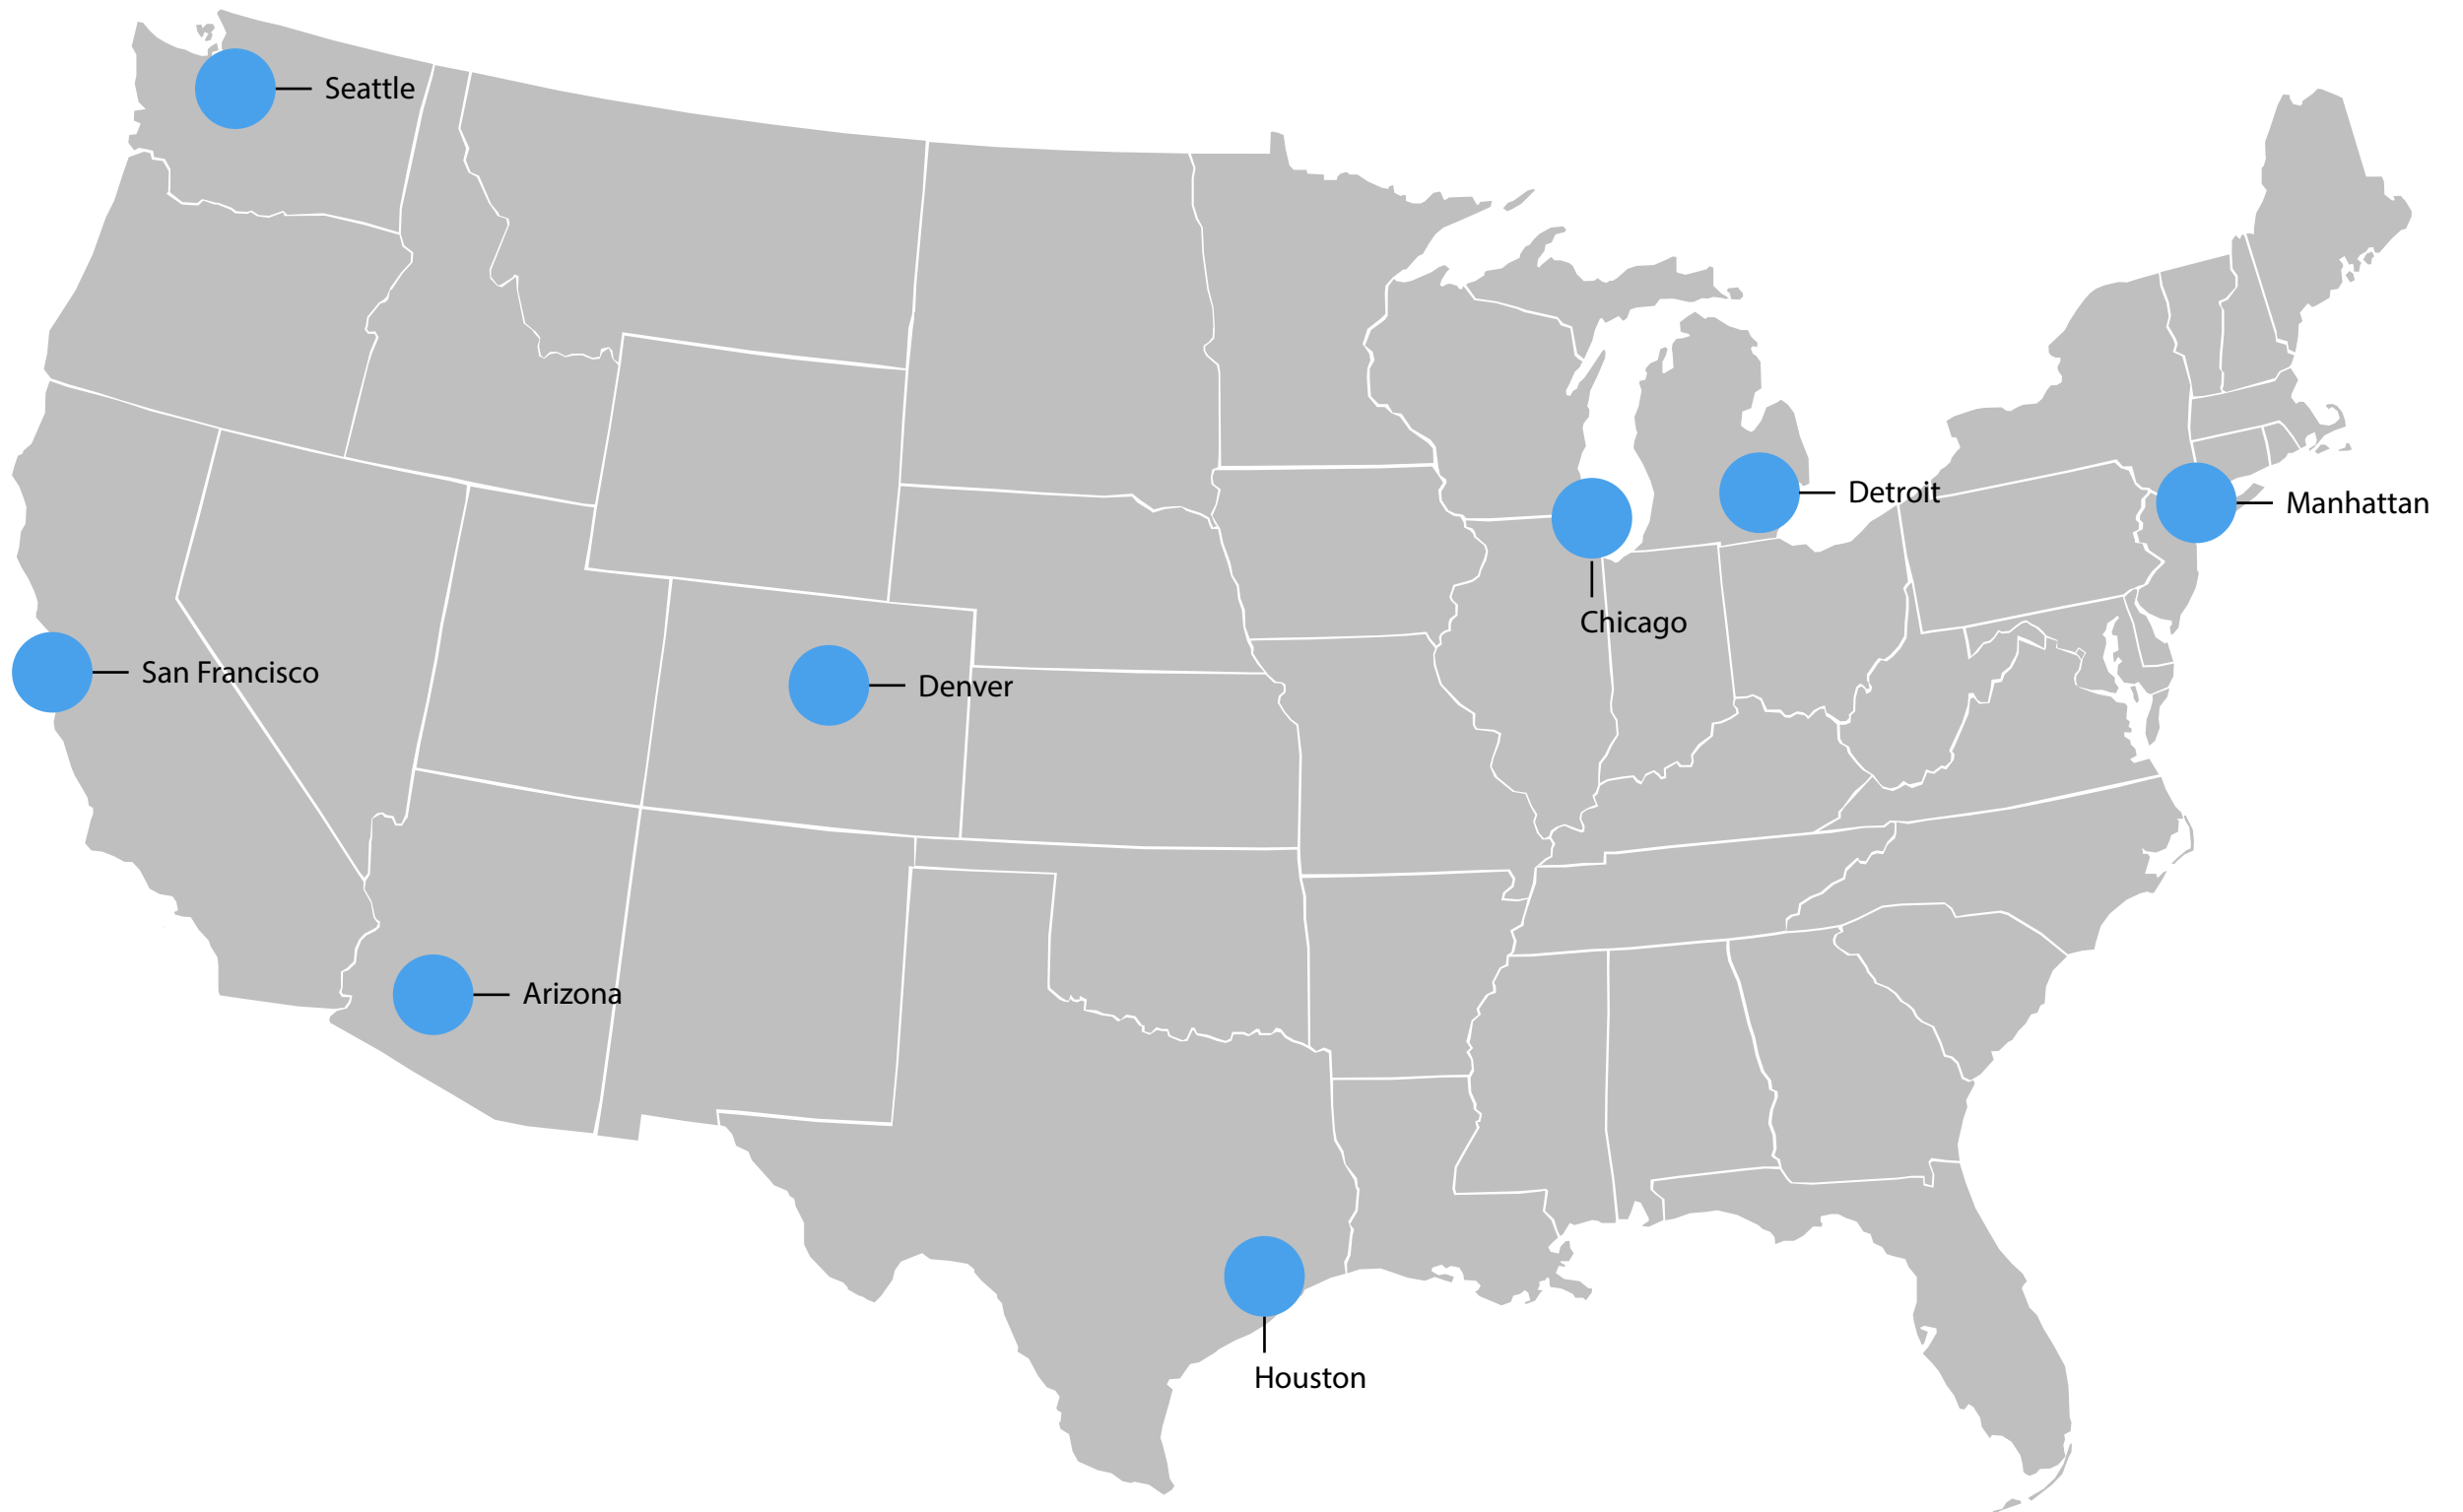 Seattle
Detroit
Manhattan
Chicago
San Francisco
Denver
Arizona
Houston